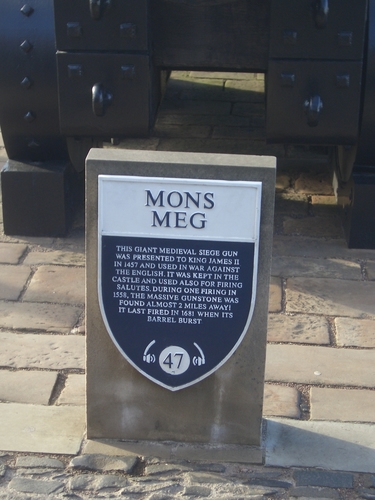 MONS
MEG
THIS GIANT MEDIEVAL SIEGE GUN
WAS PRESENTED TO KING JAMES II
IN 1457 AND USED IN WAR AGAINST
THE ENGLISH. IT WAS KEPT IN THE
CASTLE AND USED ALSO FOR FIRING
SALUTES. DURING ONE FIRING IN
1558, THE MASSIVE GUNSTONE WAS
FOUND ALMOST 2 MILES AWAY!
IT LAST FIRED IN 1681 WHEN ITS
BARREL BURST
47